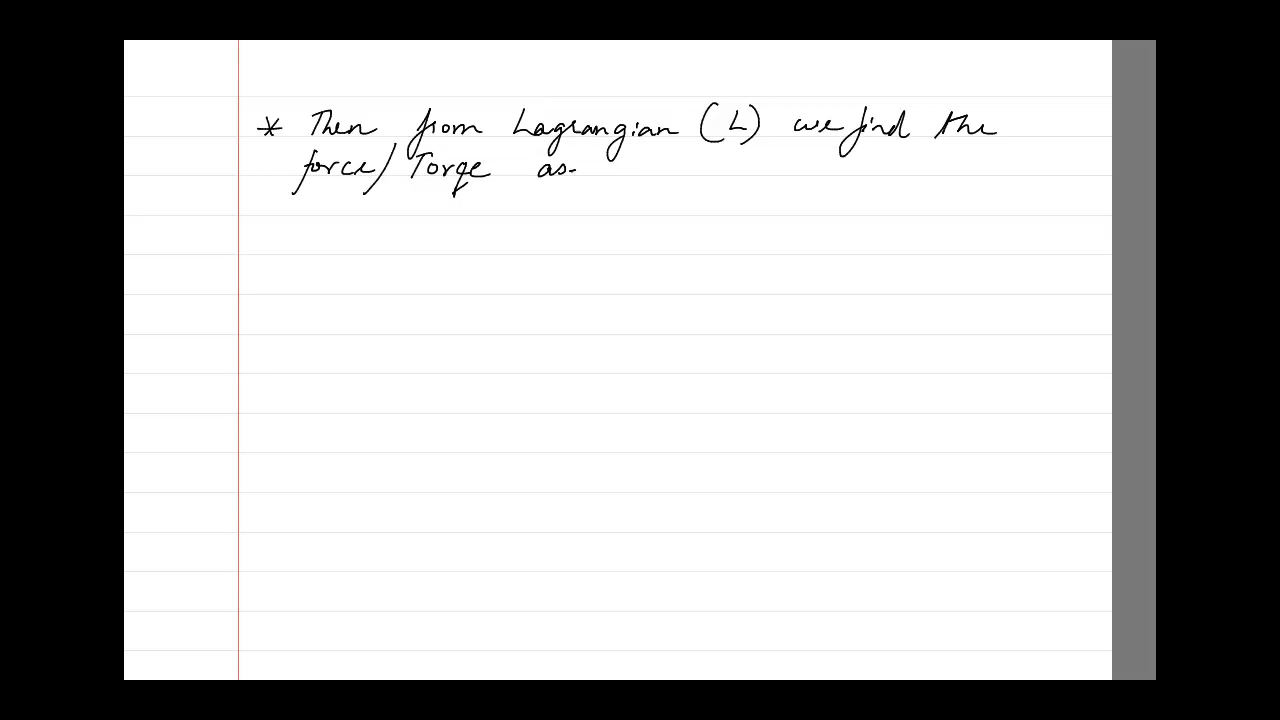 * Then from Lagrangian (L) we find the
force/Torqe as-